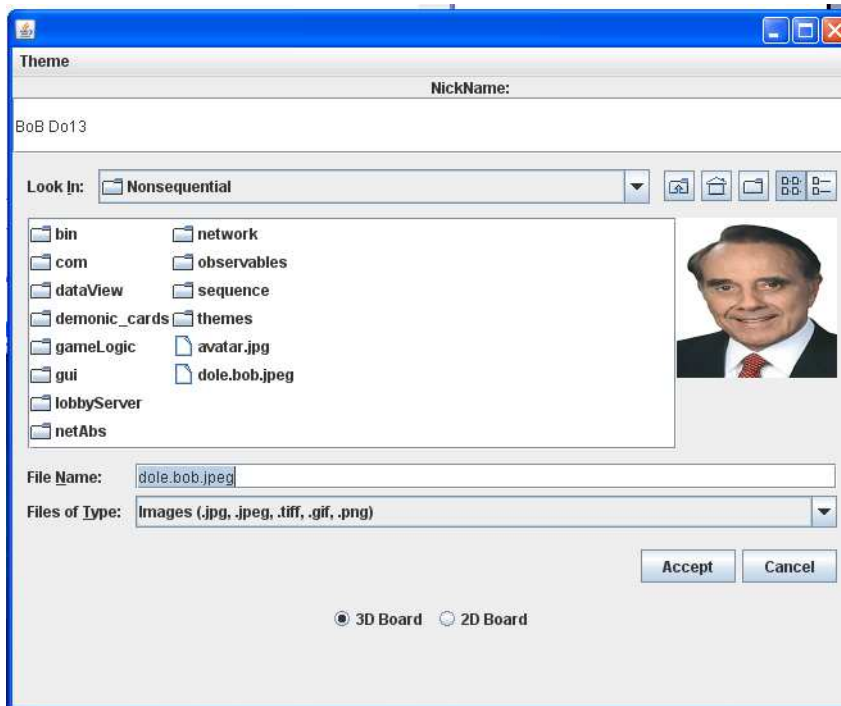 Theme
NickName:
BoB Do13
Look In: Nonsequential
bin network
com observables
dataView sequence
demonic_cards themes
gameLogic avatar.jpg
gui dole.bob.jpeg
lobbyServer
netAbs
File Name: dole.bob.jpeg
Files of Type: Images (.jpg, .jpeg, .tiff, .gif, .png)
Accept Cancel
3D Board 2D Board